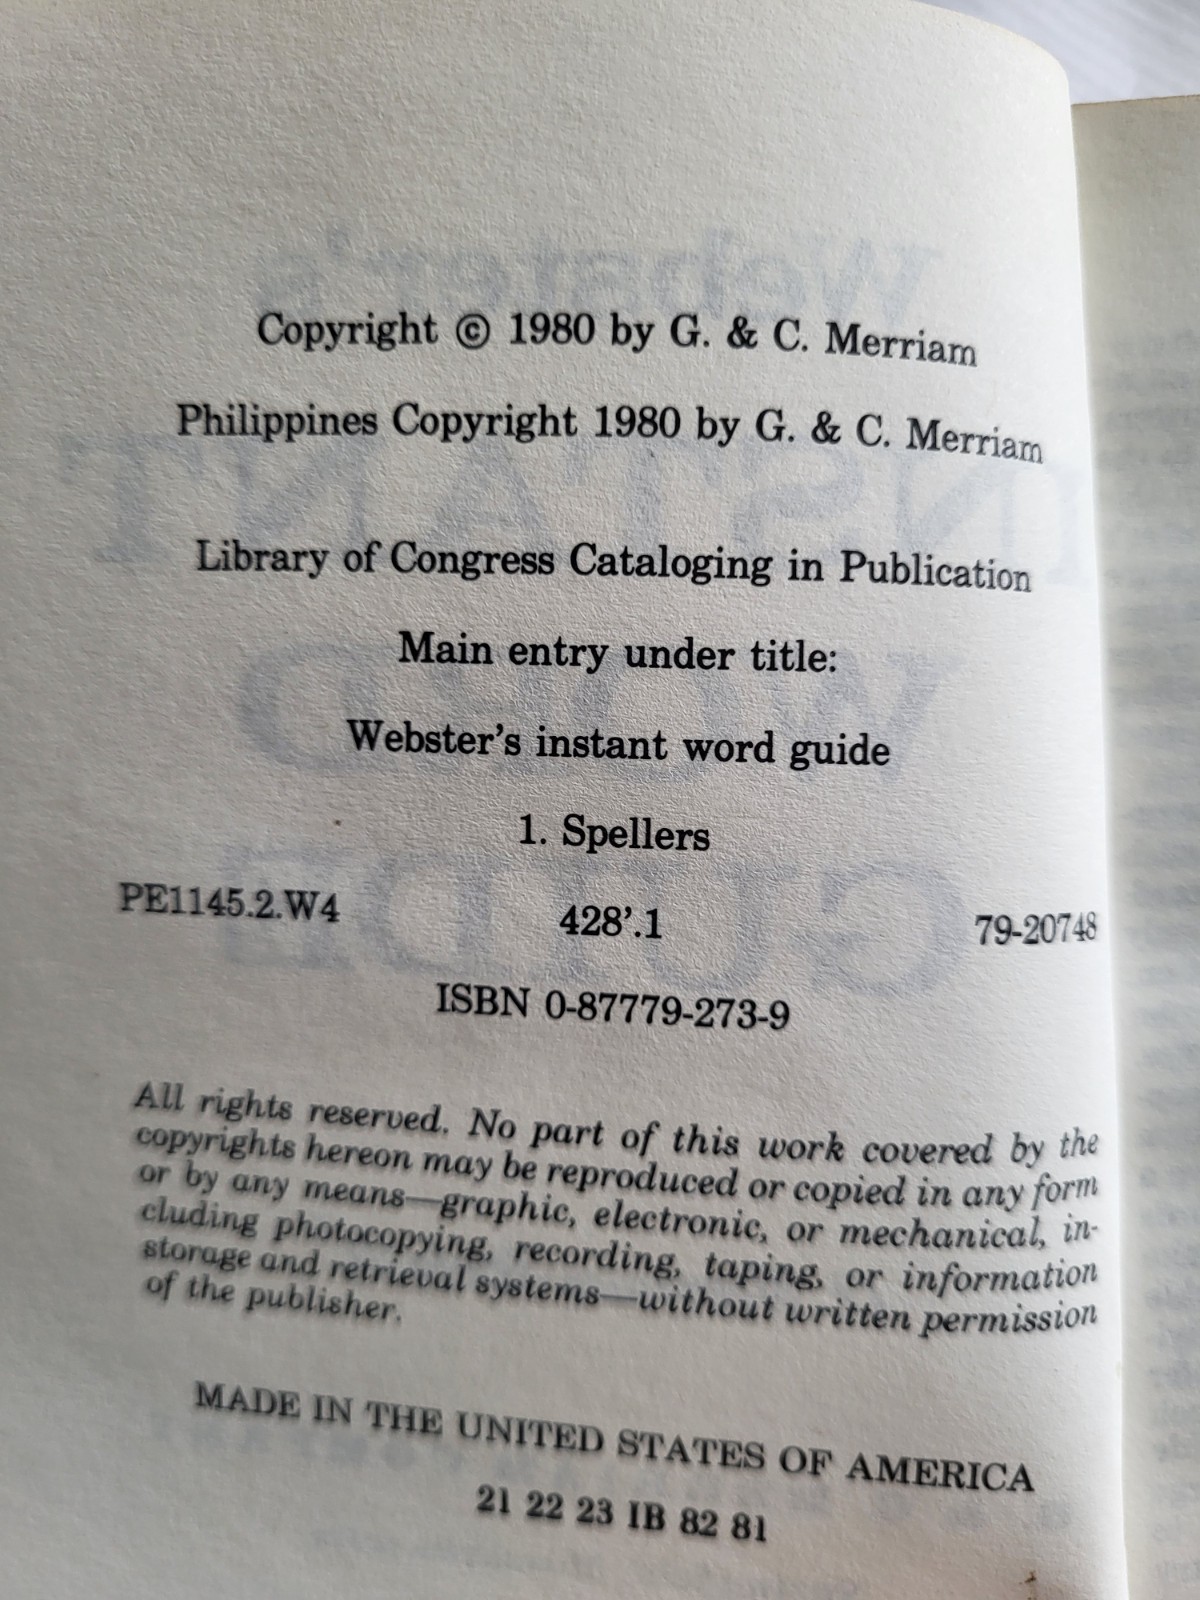 Copyright © 1980 by G. & C. Merriam
Philippines Copyright 1980 by G. & C. Merriam
Library of Congress Cataloging in Publication
Main entry under title:
Webster's instant word guide
1. Spellers
PE1145.2.W4 428'.1 79-20748
ISBN 0-87779-273-9
All rights reserved. No part of this work covered by the
copyrights hereon may be reproduced or copied in any form
or by any means—graphic, electronic, or mechanical, in-
cluding photocopying, recording, taping, or information
storage and retrieval systems—without written permission
of the publisher.
MADE IN THE UNITED STATES OF AMERICA
21 22 23 IB 82 81